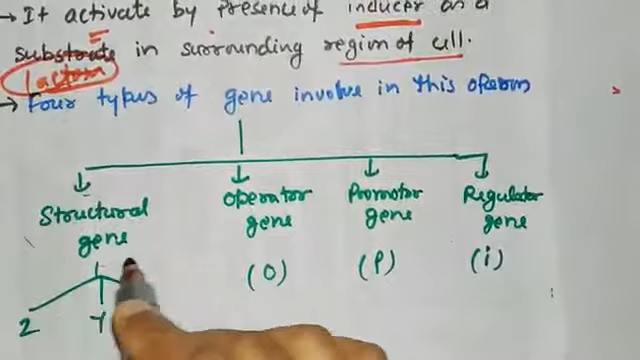 → It activate by presence of inducer on a
substrate in surrounding region of cell.
Lactose
→ Four types of gene involve in this operon
Structural gene
Operator gene
Promotor gene
Regulator gene
(O)
(P)
(i)
Z
Y